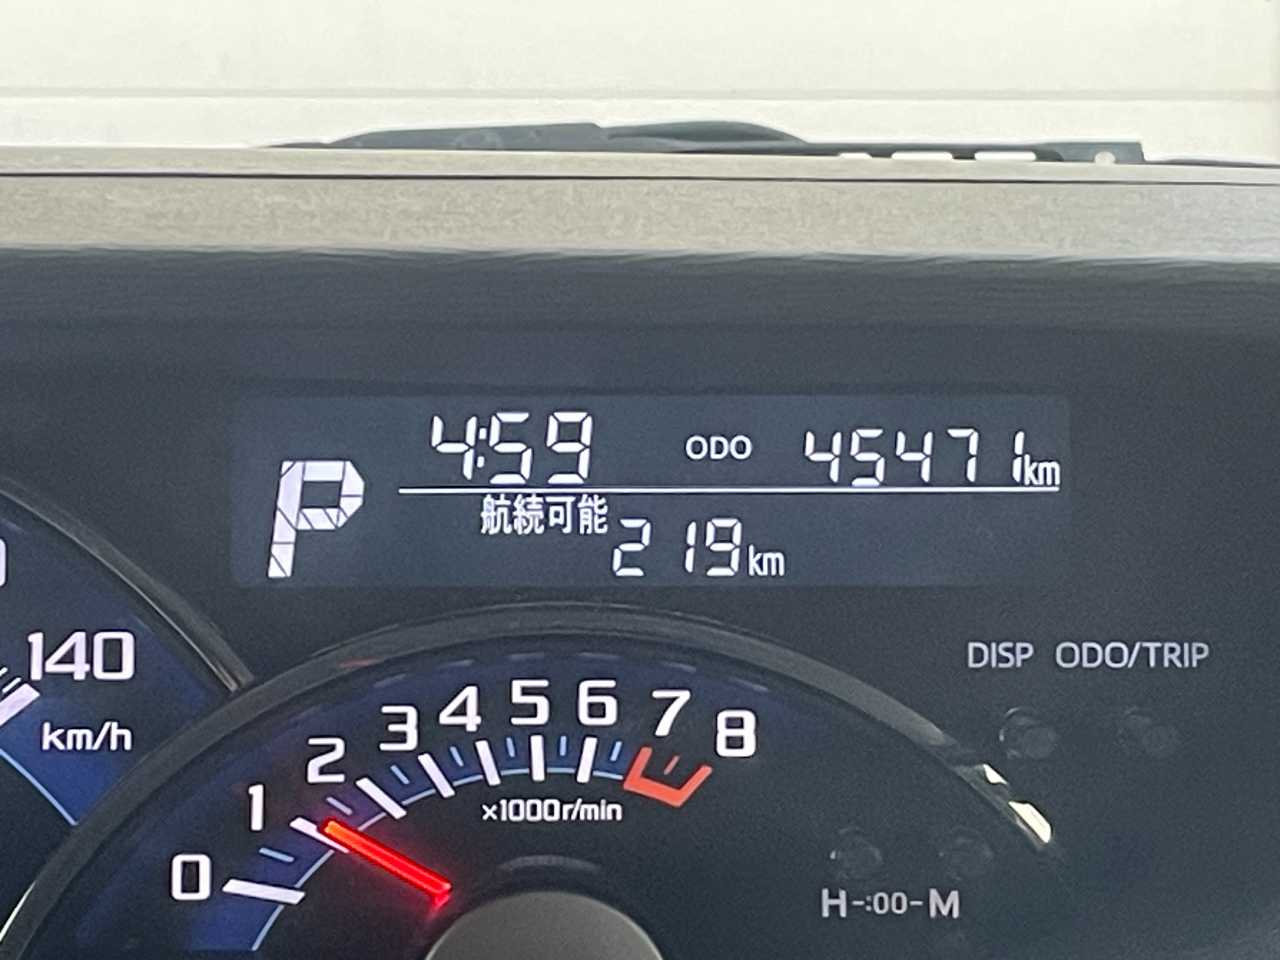 4:59 ODO 45471km
P
航続可能
219km
140
km/h
DISP ODO/TRIP
0 1 2 3 4 5 6 7 8
×1000r/min
H-:00-M